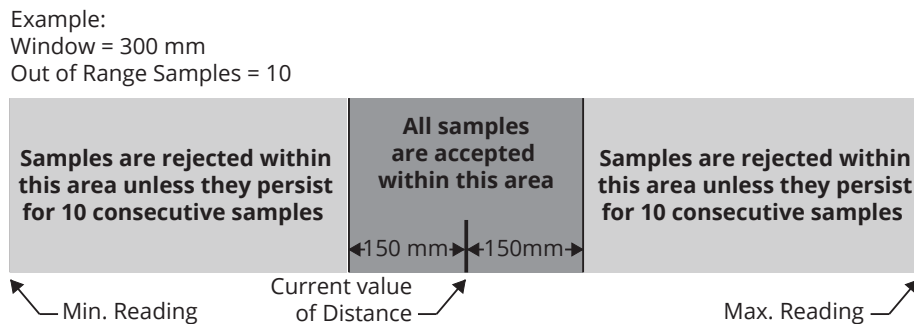 Example:
Window = 300 mm
Out of Range Samples = 10
Samples are rejected within
this area unless they persist
for 10 consecutive samples
All samples
are accepted
within this area
150 mm
150mm
Samples are rejected within
this area unless they persist
for 10 consecutive samples
Min. Reading
Current value
of Distance
Max. Reading